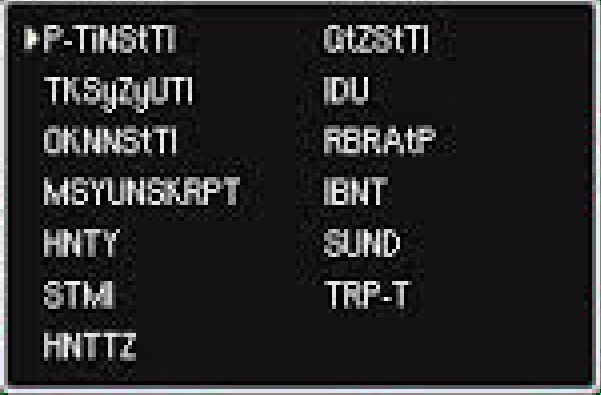 P-TiNStTI
TKSyZyUTI
OKNNStTI
MSYUNSKRPT
HNTY
STMI
HNTTZ
GtZStTI
IDU
RBRAtP
IBNT
SUND
TRP-T